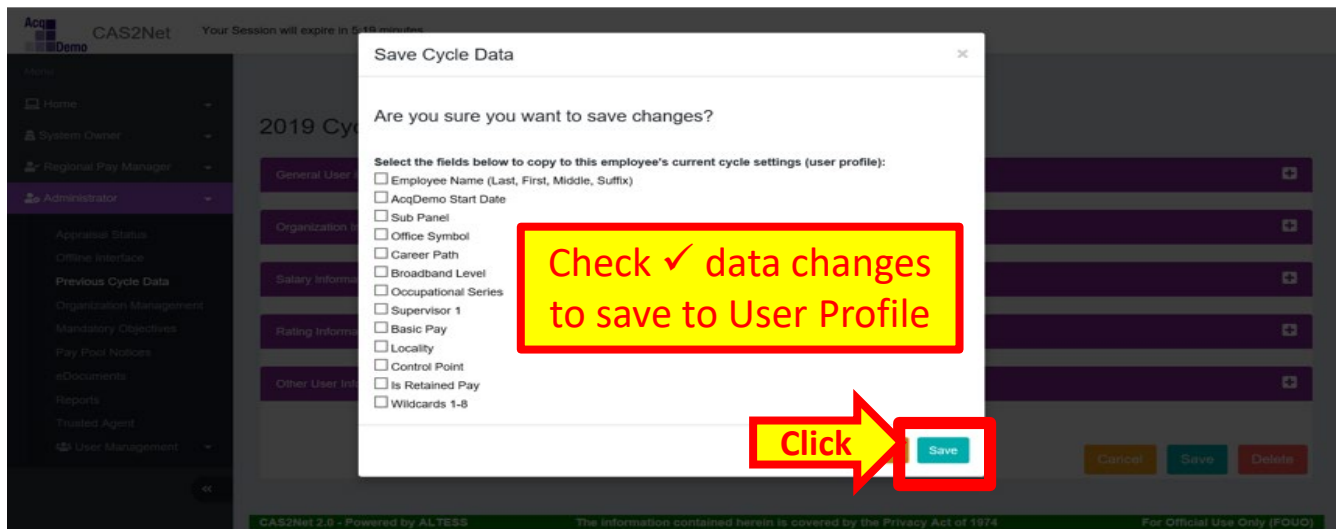 Acq
Demo
CAS2Net
Your Session will expire in 5:19 minutes
Menu
Home
System Owner
Regional Pay Manager
Administrator
Appraisal Status
Offline Interface
Previous Cycle Data
Organization Management
Mandatory Objectives
Pay Pool Notices
eDocuments
Reports
Trusted Agent
User Management
2019 Cy
General User
Organization
Salary Informa
Rating Informa
Other User Inf
Save Cycle Data
×
Are you sure you want to save changes?
Select the fields below to copy to this employee's current cycle settings (user profile):
Employee Name (Last, First, Middle, Suffix)
AcqDemo Start Date
Sub Panel
Office Symbol
Career Path
Broadband Level
Occupational Series
Supervisor 1
Basic Pay
Locality
Control Point
Is Retained Pay
Wildcards 1-8
Check ✓ data changes
to save to User Profile
Click
Save
Cancel Save Delete
CAS2Net 2.0 - Powered by ALTESS The information contained herein is covered by the Privacy Act of 1974 For Official Use Only (FOUO)